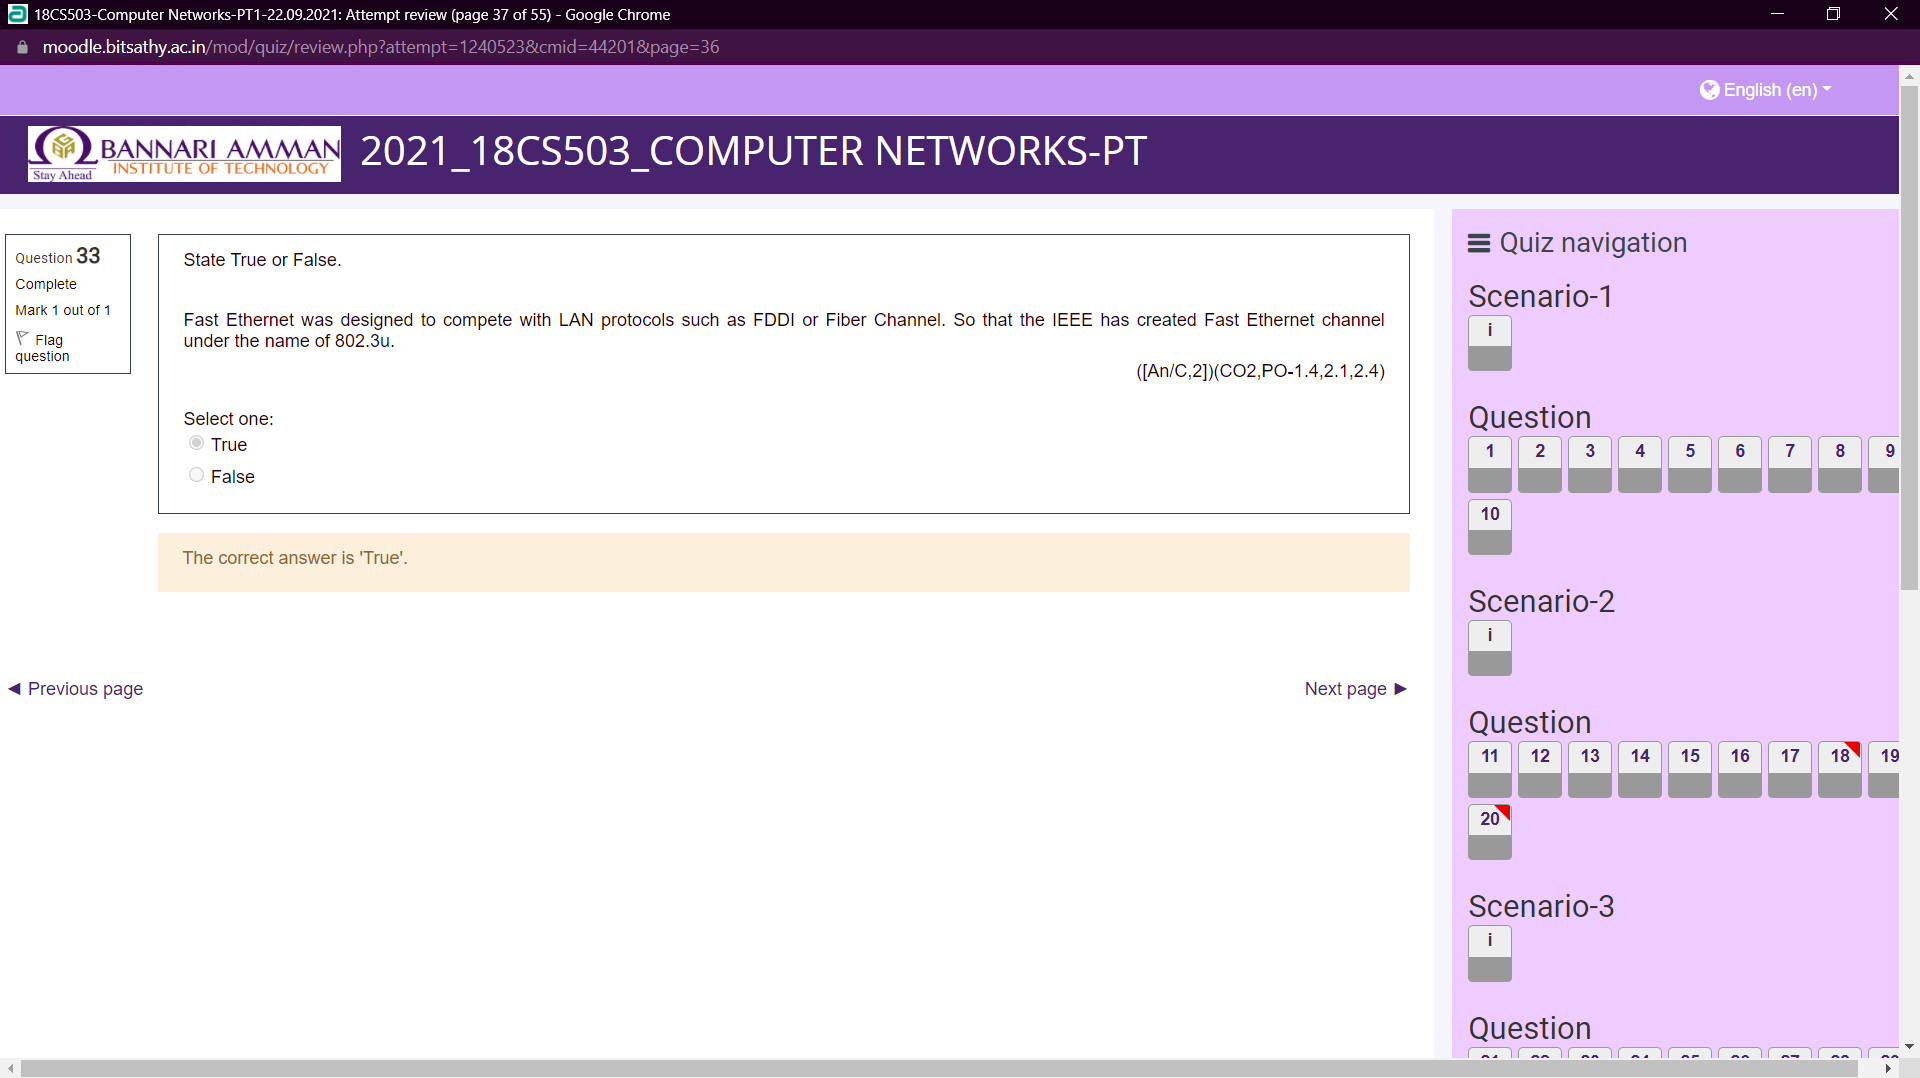 18CS503-Computer Networks-PT1-22.09.2021: Attempt review (page 37 of 55) - Google Chrome
moodle.bitsathy.ac.in/mod/quiz/review.php?attempt=1240523&cmid=44201&page=36
English (en)
BANNARI AMMAN
INSTITUTE OF TECHNOLOGY
Stay Ahead
2021_18CS503_COMPUTER NETWORKS-PT
Question 33
Complete
Mark 1 out of 1
Flag
question
State True or False.
Fast Ethernet was designed to compete with LAN protocols such as FDDI or Fiber Channel. So that the IEEE has created Fast Ethernet channel
under the name of 802.3u.
([An/C,2])(CO2,PO-1.4,2.1,2.4)
Select one:
True
False
The correct answer is 'True'.
◄ Previous page
Next page ►
Quiz navigation
Scenario-1
i
Question
1 2 3 4 5 6 7 8 9
10
Scenario-2
i
Question
11 12 13 14 15 16 17 18 19
20
Scenario-3
i
Question